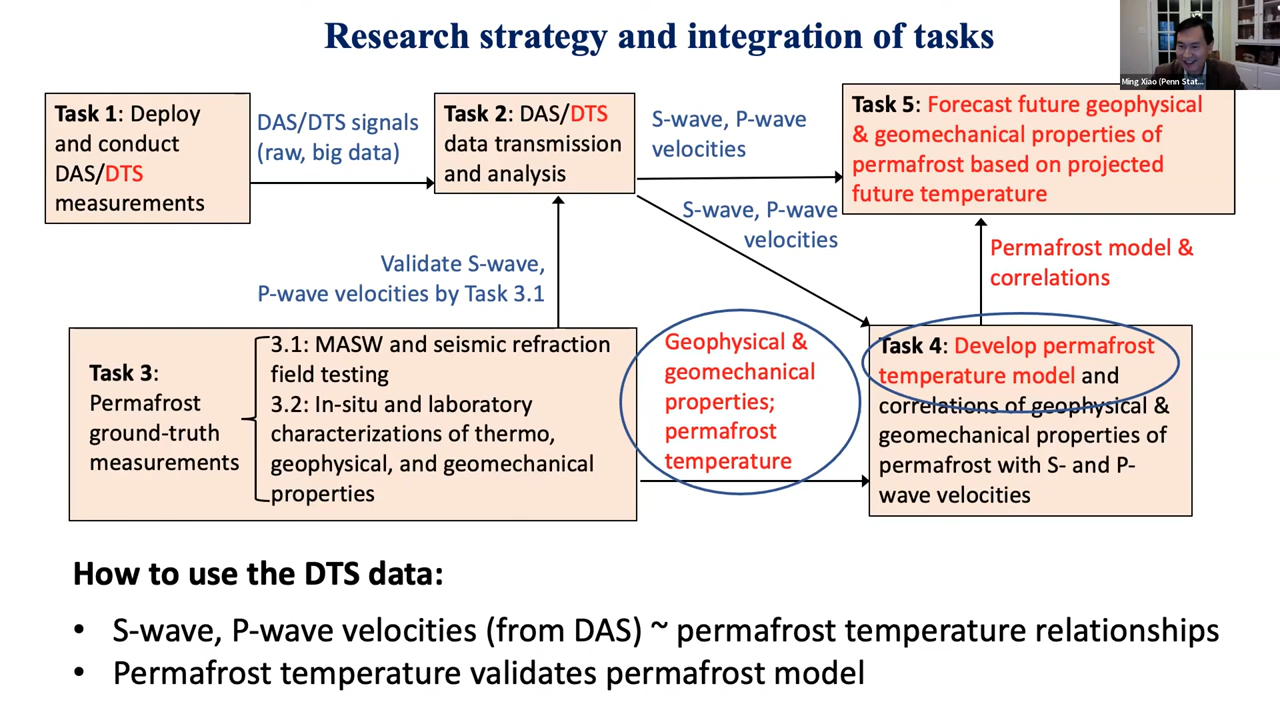 Research strategy and integration of tasks
Ming Xiao (Penn Stat...
Task 1: Deploy
and conduct
DAS/DTS
measurements
DAS/DTS signals
(raw, big data)
Task 2: DAS/DTS
data transmission
and analysis
S-wave, P-wave
velocities
Task 5: Forecast future geophysical
& geomechanical properties of
permafrost based on projected
future temperature
S-wave, P-wave
velocities
Validate S-wave,
P-wave velocities by Task 3.1
Permafrost model &
correlations
Task 3:
Permafrost
ground-truth
measurements
3.1: MASW and seismic refraction
field testing
3.2: In-situ and laboratory
characterizations of thermo,
geophysical, and geomechanical
properties
Geophysical &
geomechanical
properties;
permafrost
temperature
Task 4: Develop permafrost
temperature model and
correlations of geophysical &
geomechanical properties of
permafrost with S- and P-
wave velocities
How to use the DTS data:
• S-wave, P-wave velocities (from DAS) ~ permafrost temperature relationships
• Permafrost temperature validates permafrost model